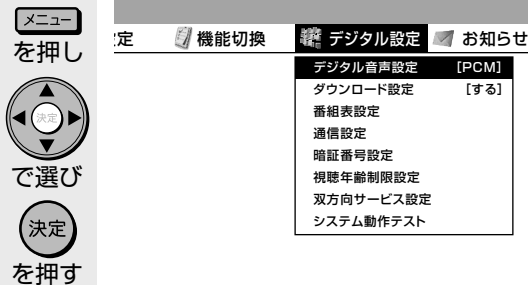 メニュー
を押し
決定
で選び
決定
を押す
定 機能切換 デジタル設定 お知らせ
デジタル音声設定 [PCM]
ダウンロード設定 [する]
番組表設定
通信設定
暗証番号設定
視聴年齢制限設定
双方向サービス設定
システム動作テスト